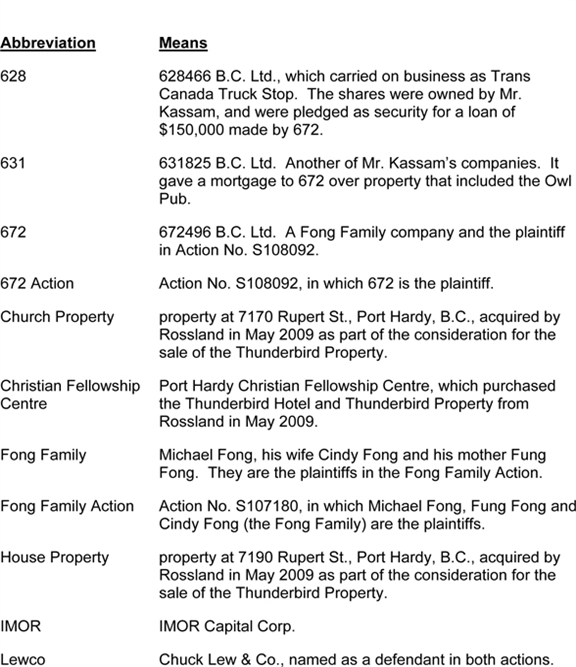 Abbreviation Means
628 628466 B.C. Ltd., which carried on business as Trans
Canada Truck Stop. The shares were owned by Mr.
Kassam, and were pledged as security for a loan of
$150,000 made by 672.
631 631825 B.C. Ltd. Another of Mr. Kassam's companies. It
gave a mortgage to 672 over property that included the Owl
Pub.
672 672496 B.C. Ltd. A Fong Family company and the plaintiff
in Action No. S108092.
672 Action Action No. S108092, in which 672 is the plaintiff.
Church Property property at 7170 Rupert St., Port Hardy, B.C., acquired by
Rossland in May 2009 as part of the consideration for the
sale of the Thunderbird Property.
Christian Fellowship Port Hardy Christian Fellowship Centre, which purchased
Centre the Thunderbird Hotel and Thunderbird Property from
Rossland in May 2009.
Fong Family Michael Fong, his wife Cindy Fong and his mother Fung
Fong. They are the plaintiffs in the Fong Family Action.
Fong Family Action Action No. S107180, in which Michael Fong, Fung Fong and
Cindy Fong (the Fong Family) are the plaintiffs.
House Property property at 7190 Rupert St., Port Hardy, B.C., acquired by
Rossland in May 2009 as part of the consideration for the
sale of the Thunderbird Property.
IMOR IMOR Capital Corp.
Lewco Chuck Lew & Co., named as a defendant in both actions.